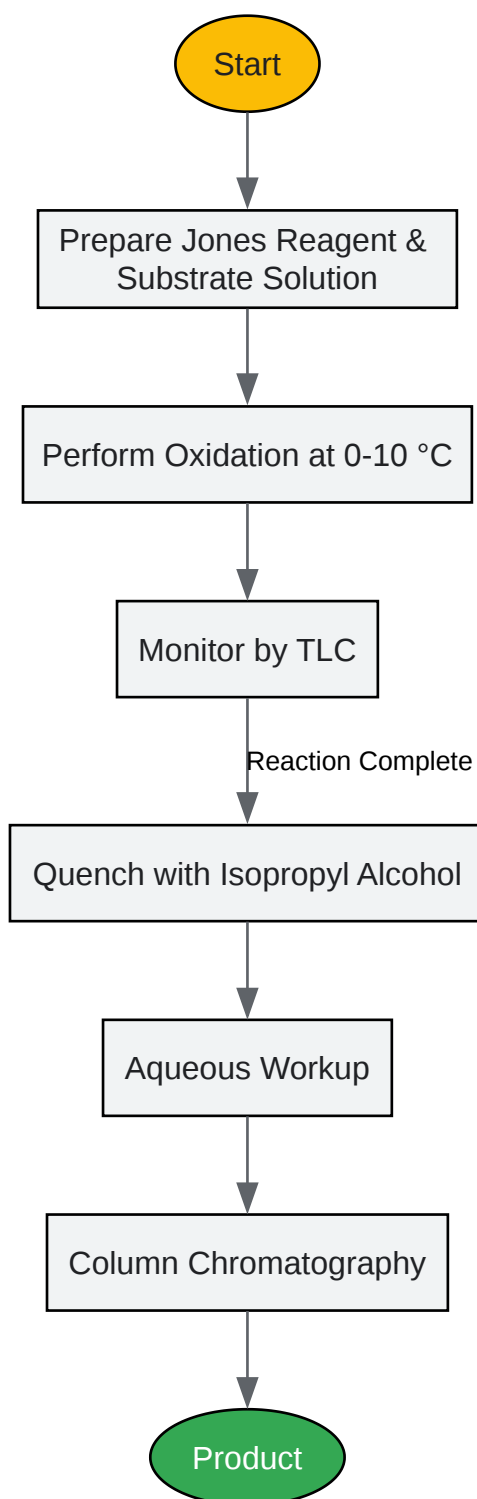 Start
Prepare Jones Reagent &
Substrate Solution
Perform Oxidation at 0-10 °C
Monitor by TLC
Reaction Complete
Quench with Isopropyl Alcohol
Aqueous Workup
Column Chromatography
Product